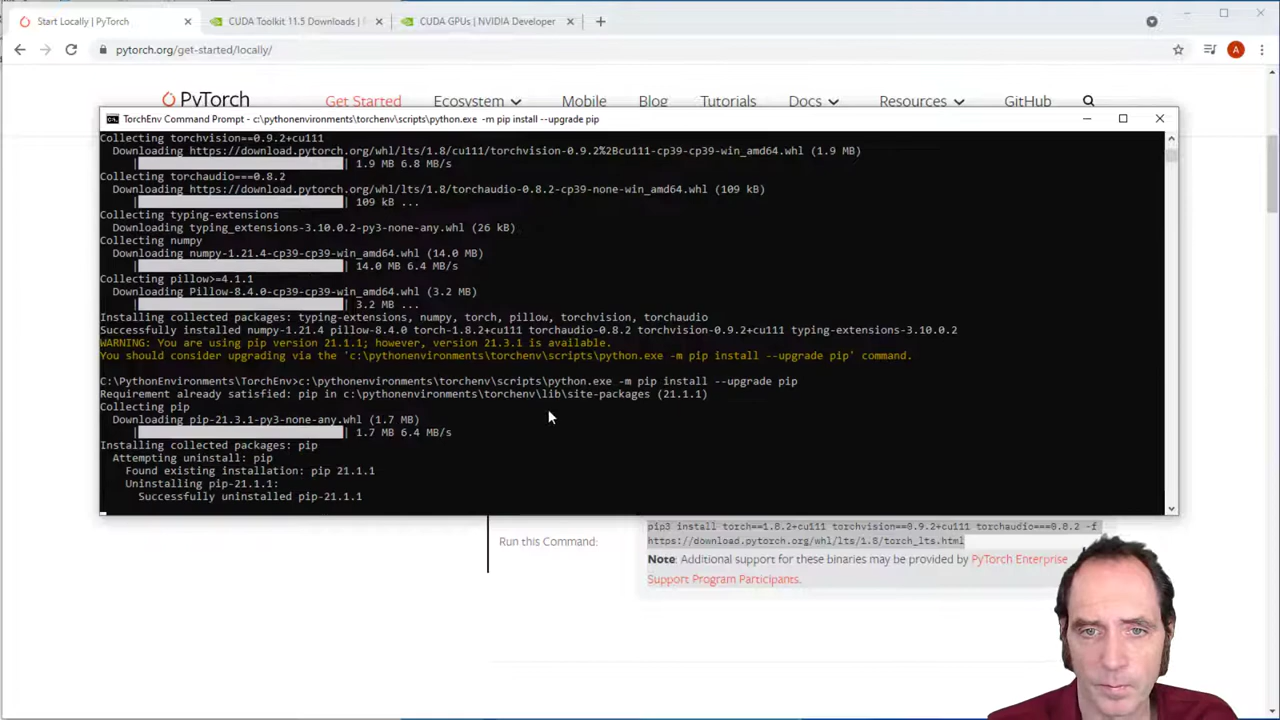 Start Locally | PyTorch
CUDA Toolkit 11.5 Downloads |
CUDA GPUs | NVIDIA Developer
pytorch.org/get-started/locally/
A
PyTorch
Get Started
Ecosystem
Mobile
Blog
Tutorials
Docs
Resources
GitHub
TorchEnv Command Prompt - c:\pythonenvironments\torchenv\scripts\python.exe -m pip install --upgrade pip
Collecting torchvision==0.9.2+cu111
Downloading https://download.pytorch.org/whl/lts/1.8/cu111/torchvision-0.9.2%2Bcu111-cp39-cp39-win_amd64.whl (1.9 MB)
| | 1.9 MB 6.8 MB/s
Collecting torchaudio===0.8.2
Downloading https://download.pytorch.org/whl/lts/1.8/torchaudio-0.8.2-cp39-none-win_amd64.whl (109 kB)
| | 109 kB ...
Collecting typing-extensions
Downloading typing_extensions-3.10.0.2-py3-none-any.whl (26 kB)
Collecting numpy
Downloading numpy-1.21.4-cp39-cp39-win_amd64.whl (14.0 MB)
| | 14.0 MB 6.4 MB/s
Collecting pillow>=4.1.1
Downloading Pillow-8.4.0-cp39-cp39-win_amd64.whl (3.2 MB)
| | 3.2 MB ...
Installing collected packages: typing-extensions, numpy, torch, pillow, torchvision, torchaudio
Successfully installed numpy-1.21.4 pillow-8.4.0 torch-1.8.2+cu111 torchaudio-0.8.2 torchvision-0.9.2+cu111 typing-extensions-3.10.0.2
WARNING: You are using pip version 21.1.1; however, version 21.3.1 is available.
You should consider upgrading via the 'c:\pythonenvironments\torchenv\scripts\python.exe -m pip install --upgrade pip' command.
C:\PythonEnvironments\TorchEnv>c:\pythonenvironments\torchenv\scripts\python.exe -m pip install --upgrade pip
Requirement already satisfied: pip in c:\pythonenvironments\torchenv\lib\site-packages (21.1.1)
Collecting pip
Downloading pip-21.3.1-py3-none-any.whl (1.7 MB)
| | 1.7 MB 6.4 MB/s
Installing collected packages: pip
Attempting uninstall: pip
Found existing installation: pip 21.1.1
Uninstalling pip-21.1.1:
Successfully uninstalled pip-21.1.1
Run this Command:
pip3 install torch==1.8.2+cu111 torchvision==0.9.2+cu111 torchaudio===0.8.2 -f
https://download.pytorch.org/whl/lts/1.8/torch_lts.html
Note: Additional support for these binaries may be provided by PyTorch Enterprise
Support Program Participants.